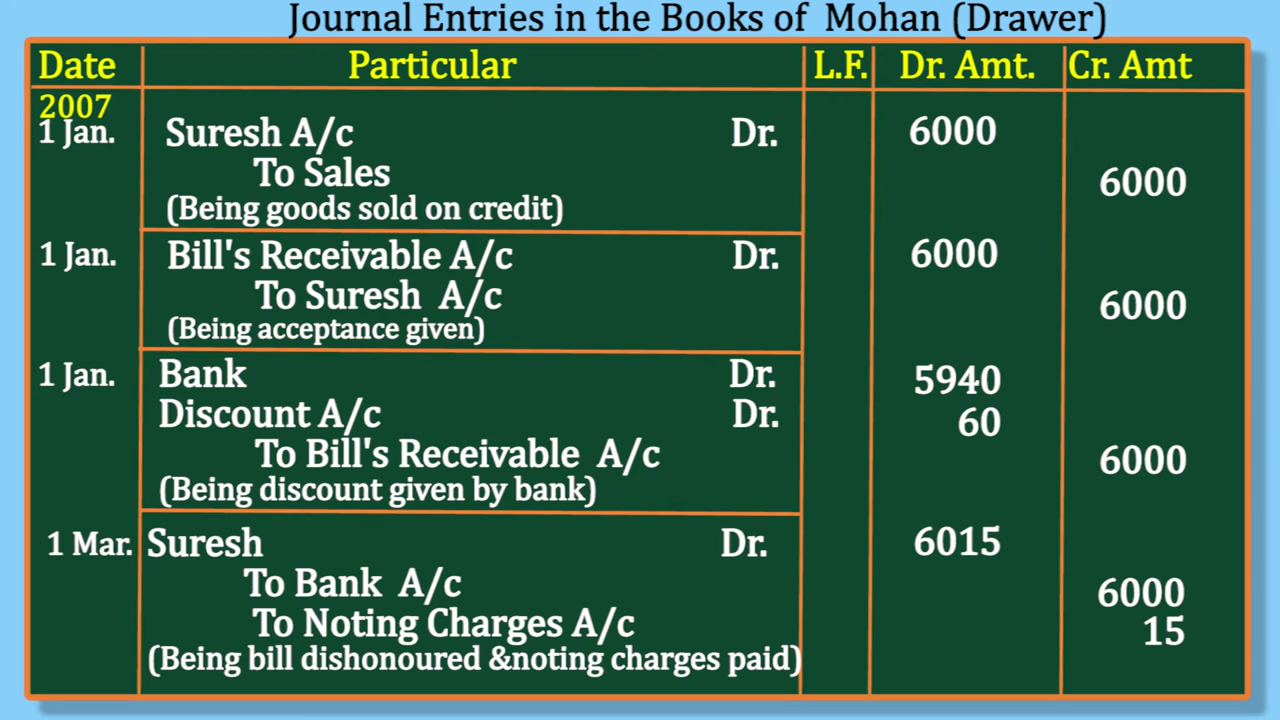 Journal Entries in the Books of Mohan (Drawer)
Date Particular L.F. Dr. Amt. Cr. Amt
2007
1 Jan. Suresh A/c Dr. 6000
To Sales 6000
(Being goods sold on credit)
1 Jan. Bill's Receivable A/c Dr. 6000
To Suresh A/c 6000
(Being acceptance given)
1 Jan. Bank Dr. 5940
Discount A/c Dr. 60
To Bill's Receivable A/c 6000
(Being discount given by bank)
1 Mar. Suresh Dr. 6015
To Bank A/c 6000
To Noting Charges A/c 15
(Being bill dishonoured &noting charges paid)